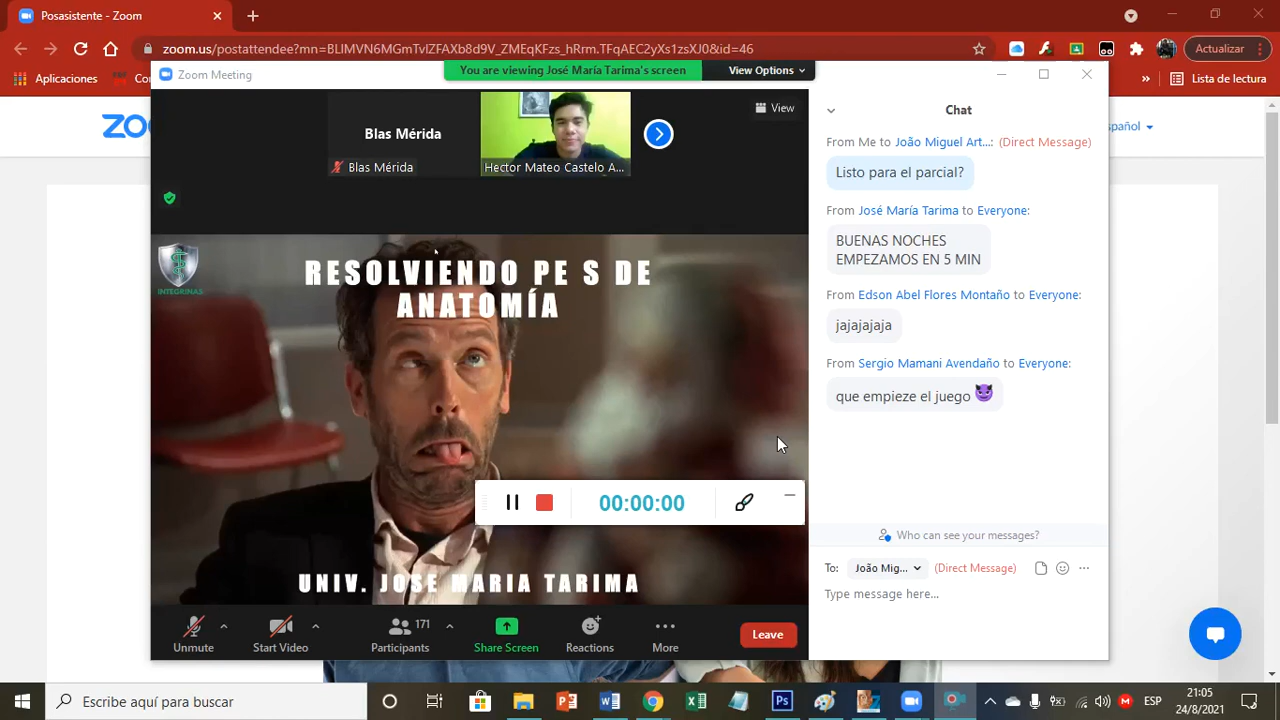 Posasistente - Zoom
zoom.us/postattendee?mn=BLIMVN6MGmTvlZFAXb8d9V_ZMEqKFzs_hRm.TFqAEC2yXs1zsXJ0&id=46
Actualizar
Aplicaciones
Lista de lectura
Zoom Meeting
You are viewing José María Tarima's screen
View Options
ZOO
spañol
View
Blas Mérida
Blas Mérida
Hector Mateo Castelo A...
INTEGRINAS
RESOLVIENDO PE S DE
ANATOMÍA
UNIV. JOSE MARIA TARIMA
00:00:00
Chat
From Me to João Miguel Art...: (Direct Message)
Listo para el parcial?
From José María Tarima to Everyone:
BUENAS NOCHES
EMPEZAMOS EN 5 MIN
From Edson Abel Flores Montaño to Everyone:
jajajajaja
From Sergio Mamani Avendaño to Everyone:
que empieze el juego 😈
Who can see your messages?
To: João Mig... (Direct Message)
Type message here...
Unmute
Start Video
171
Participants
Share Screen
Reactions
More
Leave
Escribe aquí para buscar
ESP
21:05
24/8/2021